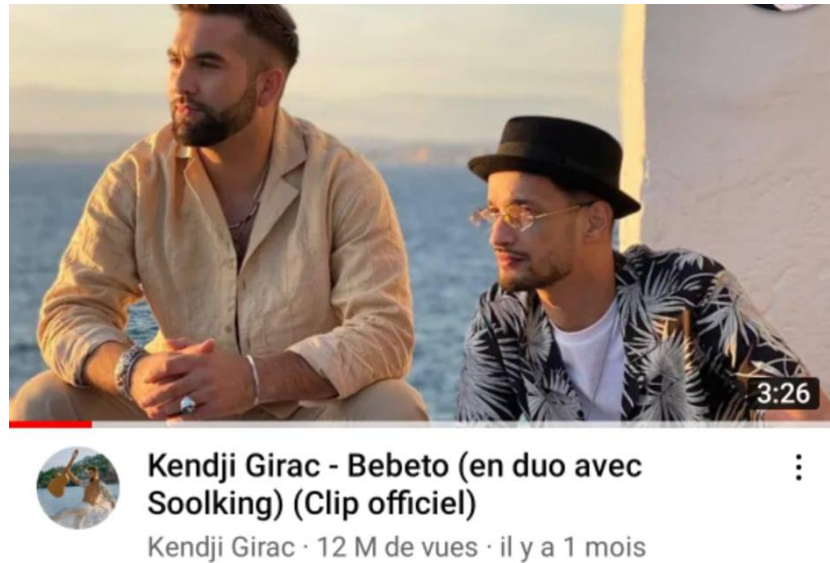 3:26
Kendji Girac - Bebeto (en duo avec
Soolking) (Clip officiel)
Kendji Girac · 12 M de vues · il y a 1 mois